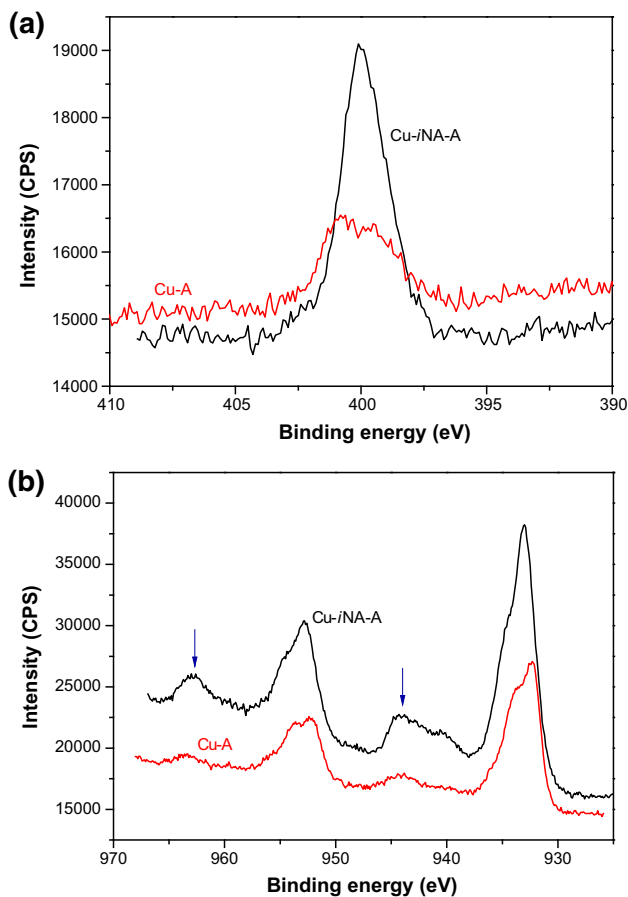 (a)
19000
18000
17000
16000
15000
14000
Intensity (CPS)
Cu-iNA-A
Cu-A
410 405 400 395 390
Binding energy (eV)
(b)
40000
35000
30000
25000
20000
15000
Intensity (CPS)
Cu-iNA-A
Cu-A
970 960 950 940 930
Binding energy (eV)